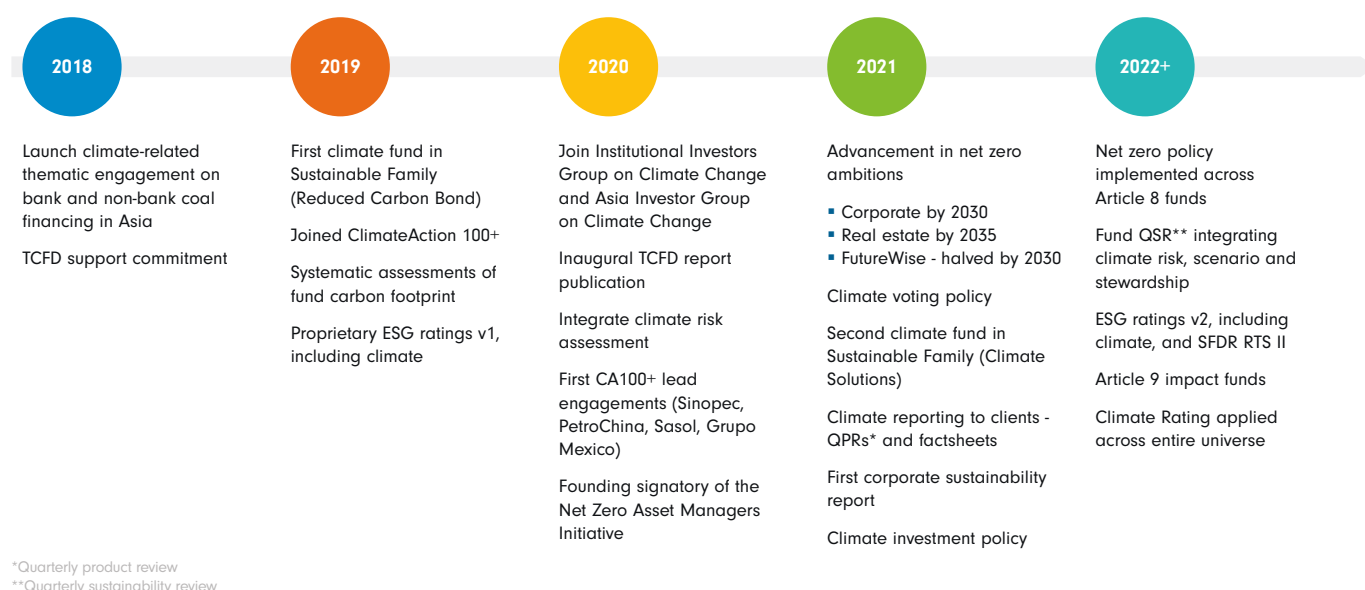 2018
Launch climate-related
thematic engagement on
bank and non-bank coal
financing in Asia
TCFD support commitment
2019
First climate fund in
Sustainable Family
(Reduced Carbon Bond)
Joined ClimateAction 100+
Systematic assessments of
fund carbon footprint
Proprietary ESG ratings v1,
including climate
2020
Join Institutional Investors
Group on Climate Change
and Asia Investor Group
on Climate Change
Inaugural TCFD report
publication
Integrate climate risk
assessment
First CA100+ lead
engagements (Sinopec,
PetroChina, Sasol, Grupo
Mexico)
Founding signatory of the
Net Zero Asset Managers
Initiative
2021
Advancement in net zero
ambitions
▪ Corporate by 2030
▪ Real estate by 2035
▪ FutureWise - halved by 2030
Climate voting policy
Second climate fund in
Sustainable Family (Climate
Solutions)
Climate reporting to clients -
QPRs* and factsheets
First corporate sustainability
report
Climate investment policy
2022+
Net zero policy
implemented across
Article 8 funds
Fund QSR** integrating
climate risk, scenario and
stewardship
ESG ratings v2, including
climate, and SFDR RTS II
Article 9 impact funds
Climate Rating applied
across entire universe
*Quarterly product review
**Quarterly sustainability review